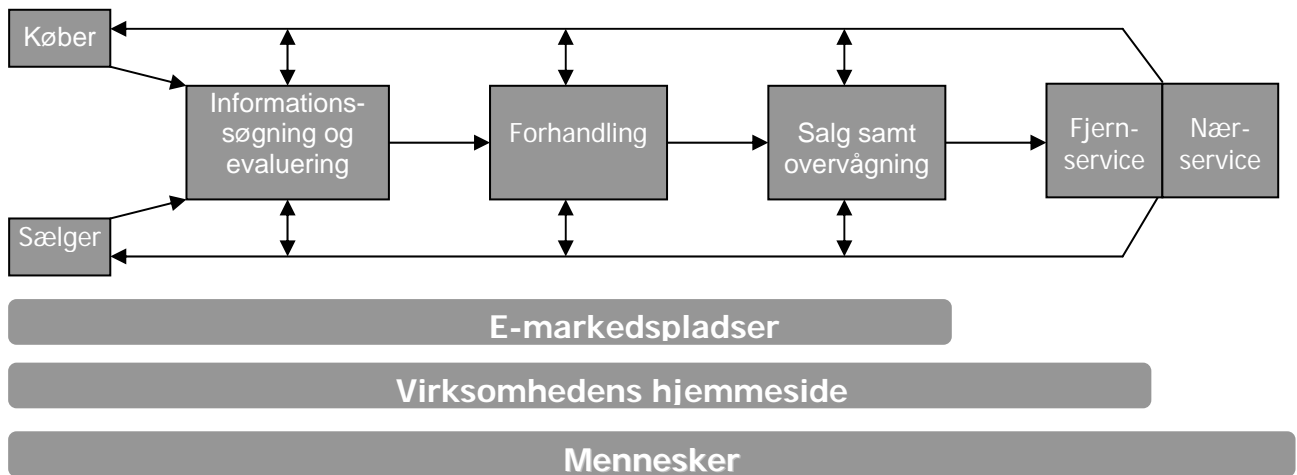 Køber
Informations-
søgning og
evaluering
Forhandling
Salg samt
overvågning
Fjern-
service
Nær-
service
Sælger
E-markedspladser
Virksomhedens hjemmeside
Mennesker